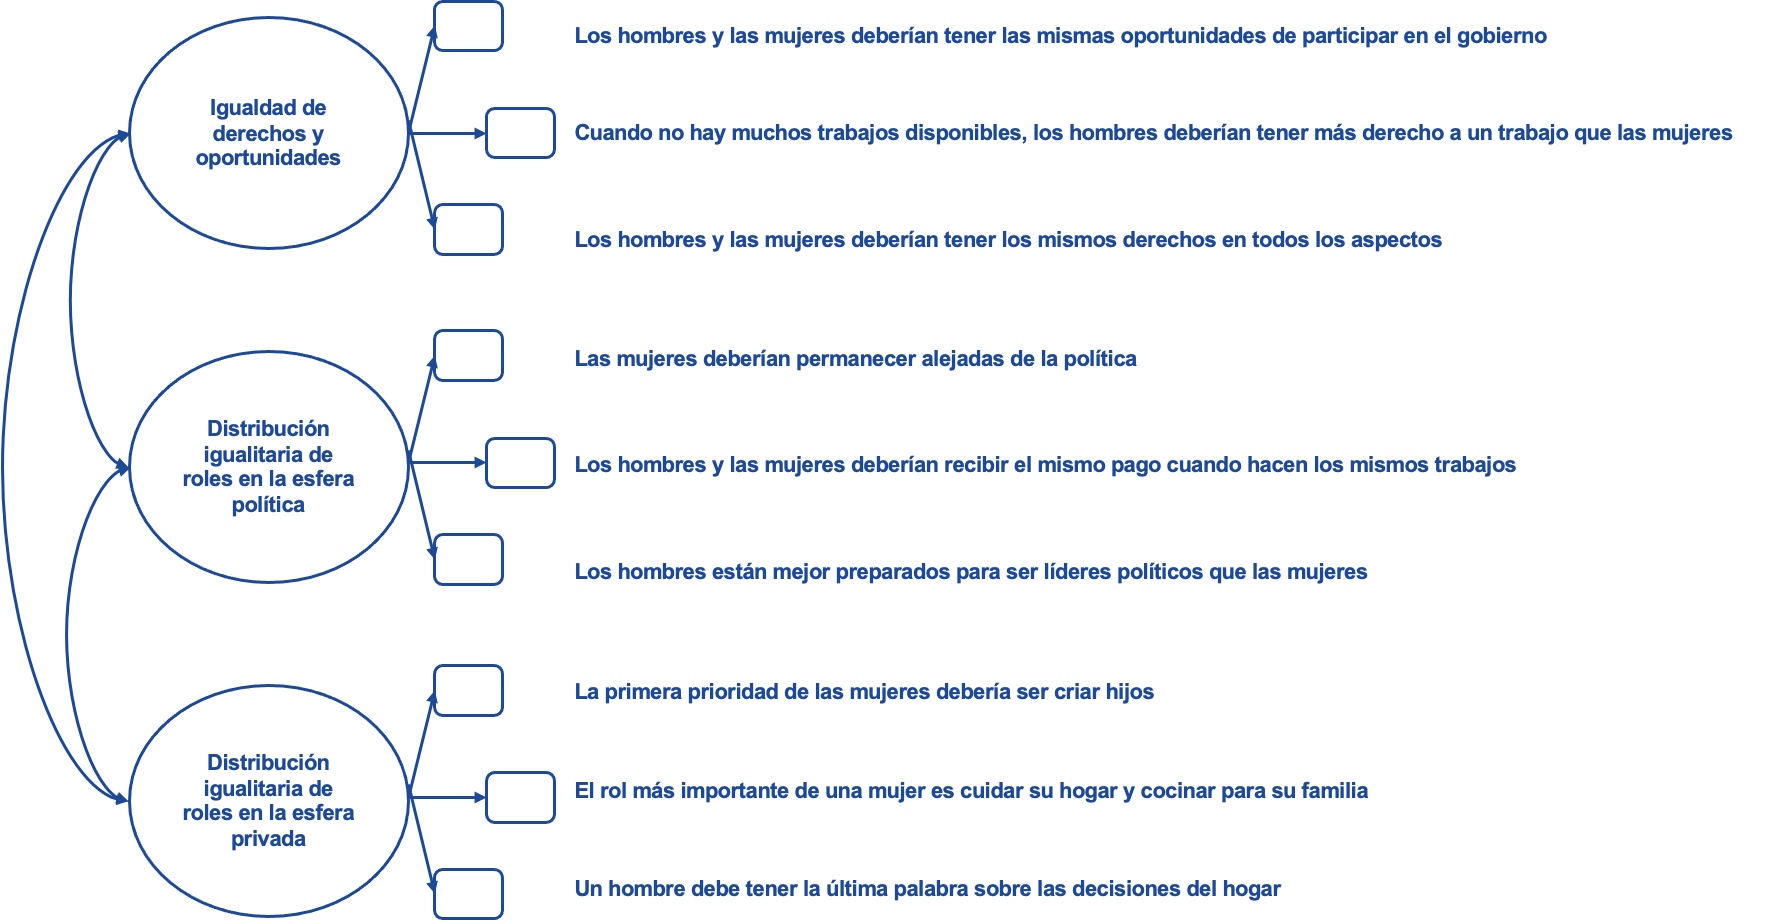 Igualdad de
derechos y
oportunidades
Los hombres y las mujeres deberían tener las mismas oportunidades de participar en el gobierno
Cuando no hay muchos trabajos disponibles, los hombres deberían tener más derecho a un trabajo que las mujeres
Los hombres y las mujeres deberían tener los mismos derechos en todos los aspectos
Distribución
igualitaria de
roles en la esfera
política
Las mujeres deberían permanecer alejadas de la política
Los hombres y las mujeres deberían recibir el mismo pago cuando hacen los mismos trabajos
Los hombres están mejor preparados para ser líderes políticos que las mujeres
Distribución
igualitaria de
roles en la esfera
privada
La primera prioridad de las mujeres debería ser criar hijos
El rol más importante de una mujer es cuidar su hogar y cocinar para su familia
Un hombre debe tener la última palabra sobre las decisiones del hogar